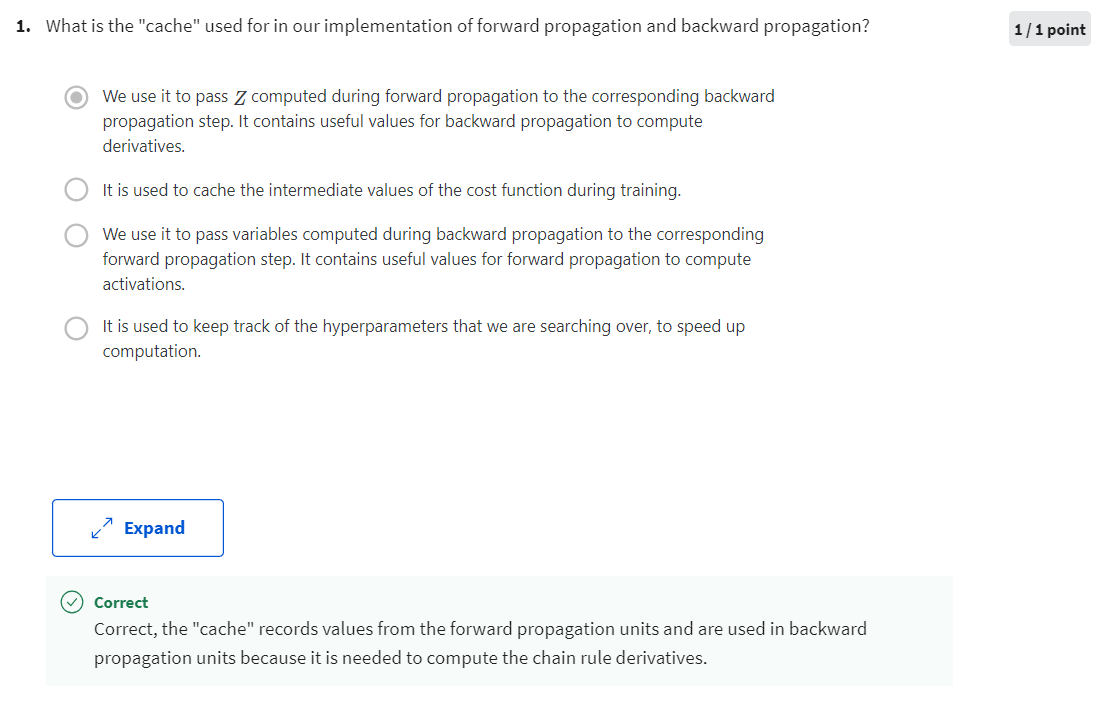 1. What is the "cache" used for in our implementation of forward propagation and backward propagation?
1 / 1 point
We use it to pass Z computed during forward propagation to the corresponding backward
propagation step. It contains useful values for backward propagation to compute
derivatives.
It is used to cache the intermediate values of the cost function during training.
We use it to pass variables computed during backward propagation to the corresponding
forward propagation step. It contains useful values for forward propagation to compute
activations.
It is used to keep track of the hyperparameters that we are searching over, to speed up
computation.
Expand
Correct
Correct, the "cache" records values from the forward propagation units and are used in backward
propagation units because it is needed to compute the chain rule derivatives.